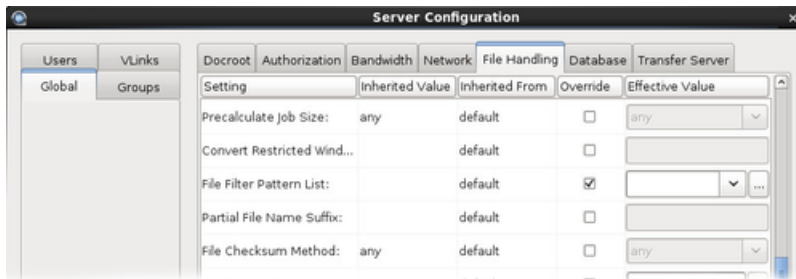 Server Configuration
Users VLinks
Global Groups
Docroot Authorization Bandwidth Network File Handling Database Transfer Server
Setting Inherited Value Inherited From Override Effective Value
Precalculate Job Size: any default any
Convert Restricted Wind... default
File Filter Pattern List: default ...
Partial File Name Suffix: default
File Checksum Method: any default any